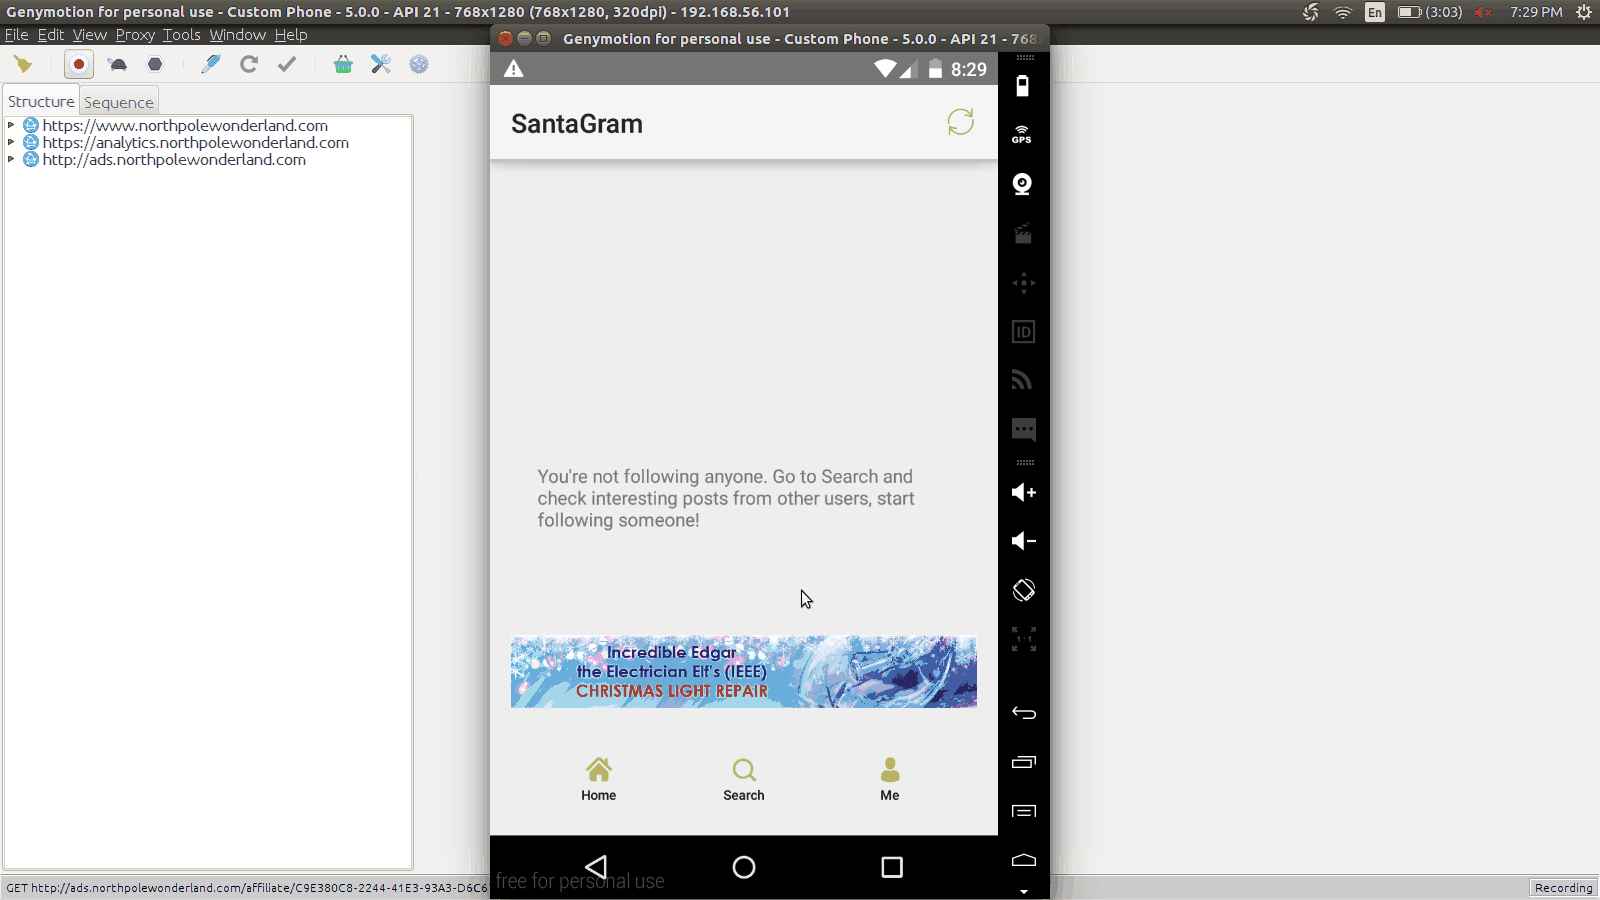 Genymotion for personal use - Custom Phone - 5.0.0 - API 21 - 768x1280 (768x1280, 320dpi) - 192.168.56.101
En (3:03) 7:29 PM
File Edit View Proxy Tools Window Help
Genymotion for personal use - Custom Phone - 5.0.0 - API 21 - 768
8:29
Structure Sequence
SantaGram
GPS
https://www.northpolewonderland.com
https://analytics.northpolewonderland.com
http://ads.northpolewonderland.com
ID
You're not following anyone. Go to Search and
check interesting posts from other users, start
following someone!
1:1
Incredible Edgar
the Electrician Elf's (IEEE)
CHRISTMAS LIGHT REPAIR
Home Search Me
free for personal use
GET http://ads.northpolewonderland.com/affiliate/C9E380C8-2244-41E3-93A3-D6C6
Recording